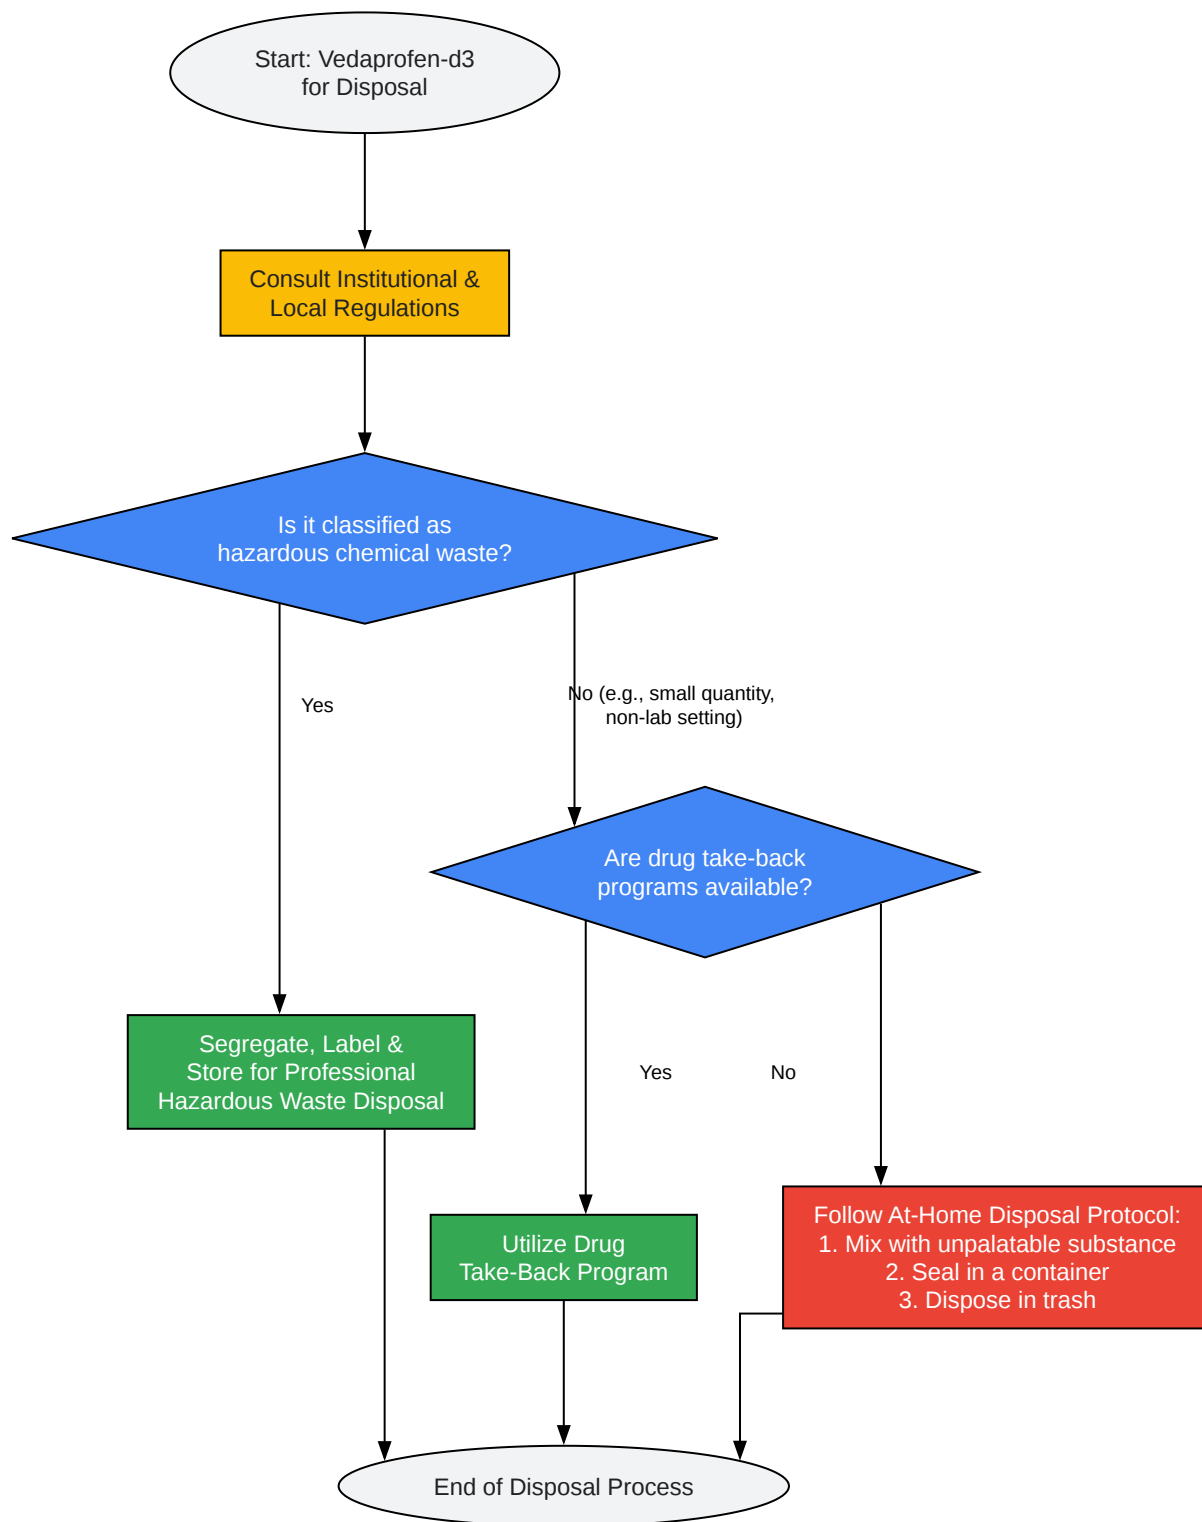 Start: Vedaprofen-d3
for Disposal
Consult Institutional &
Local Regulations
Is it classified as
hazardous chemical waste?
Yes
No (e.g., small quantity,
non-lab setting)
Are drug take-back
programs available?
Segregate, Label &
Store for Professional
Hazardous Waste Disposal
Yes
No
Utilize Drug
Take-Back Program
Follow At-Home Disposal Protocol:
1. Mix with unpalatable substance
2. Seal in a container
3. Dispose in trash
End of Disposal Process